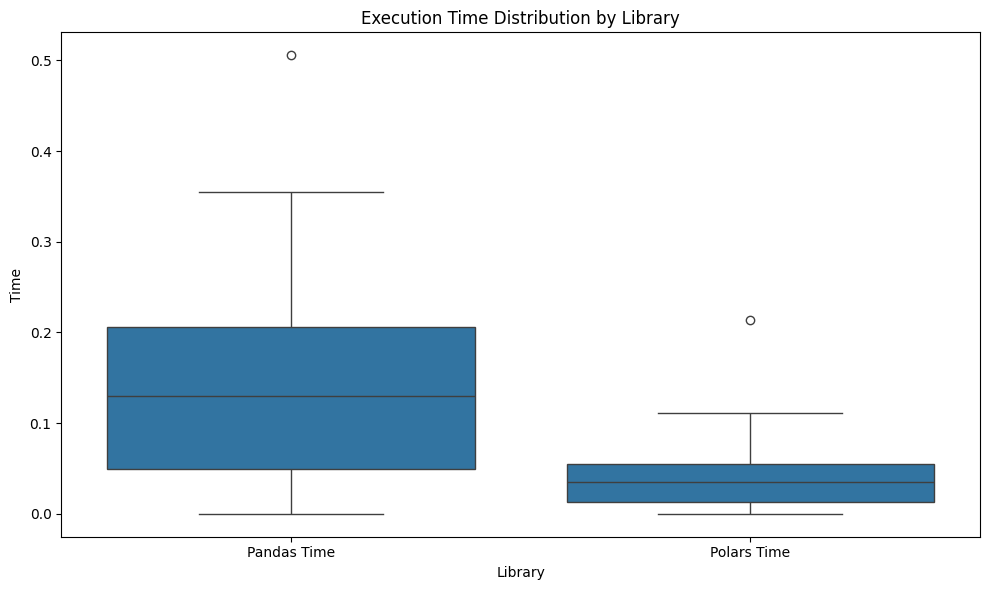 Execution Time Distribution by Library
Time
0.5
0.4
0.3
0.2
0.1
0.0
Pandas Time
Polars Time
Library